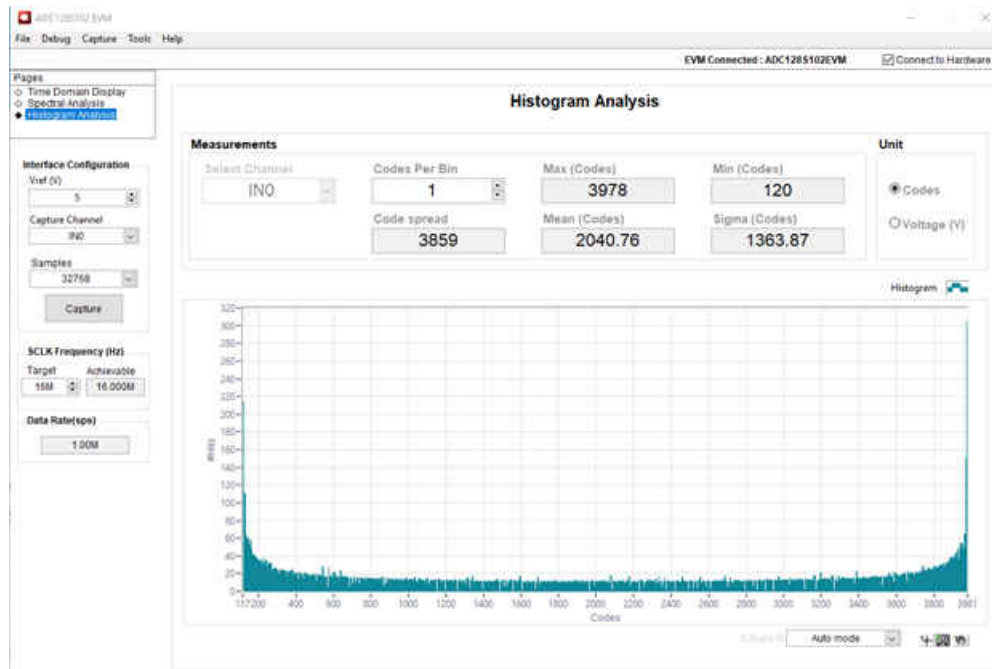 ADC128S102 EVM
File Debug Capture Tools Help
EVM Connected : ADC128S102EVM
Connect to Hardware
Pages
Time Domain Display
Spectral Analysis
Histogram Analysis
Histogram Analysis
Measurements
Unit
Select Channel
IN0
Codes Per Bin
1
Max (Codes)
3978
Min (Codes)
120
Code spread
3859
Mean (Codes)
2040.76
Sigma (Codes)
1363.87
Codes
Voltage (V)
Interface Configuration
Vref (V)
5
Capture Channel
IN0
Samples
32768
Capture
SCLK Frequency (Hz)
Target Achievable
16M 16.000M
Data Rate(sps)
1.00M
Histogram
320
300
280
260
240
220
200
180
160
140
120
100
80
60
40
20
0
200 400 600 800 1000 1200 1400 1600 1800 2000 2200 2400 2600 2800 3000 3200 3400 3600 3800 3981
Codes
Auto mode